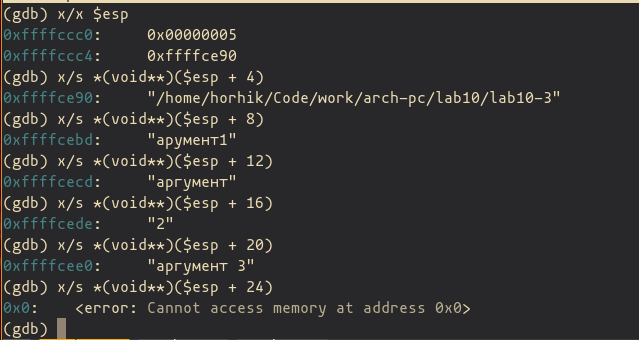 (gdb) x/x $esp
0xffffccc0:     0x00000005
0xffffccc4:     0xffffce90
(gdb) x/s *(void**)($esp + 4)
0xffffce90:     "/home/horhik/Code/work/arch-pc/lab10/lab10-3"
(gdb) x/s *(void**)($esp + 8)
0xffffcebd:     "арумент1"
(gdb) x/s *(void**)($esp + 12)
0xffffcecd:     "аргумент"
(gdb) x/s *(void**)($esp + 16)
0xffffcede:     "2"
(gdb) x/s *(void**)($esp + 20)
0xffffcee0:     "аргумент 3"
(gdb) x/s *(void**)($esp + 24)
0x0:    <error: Cannot access memory at address 0x0>
(gdb)